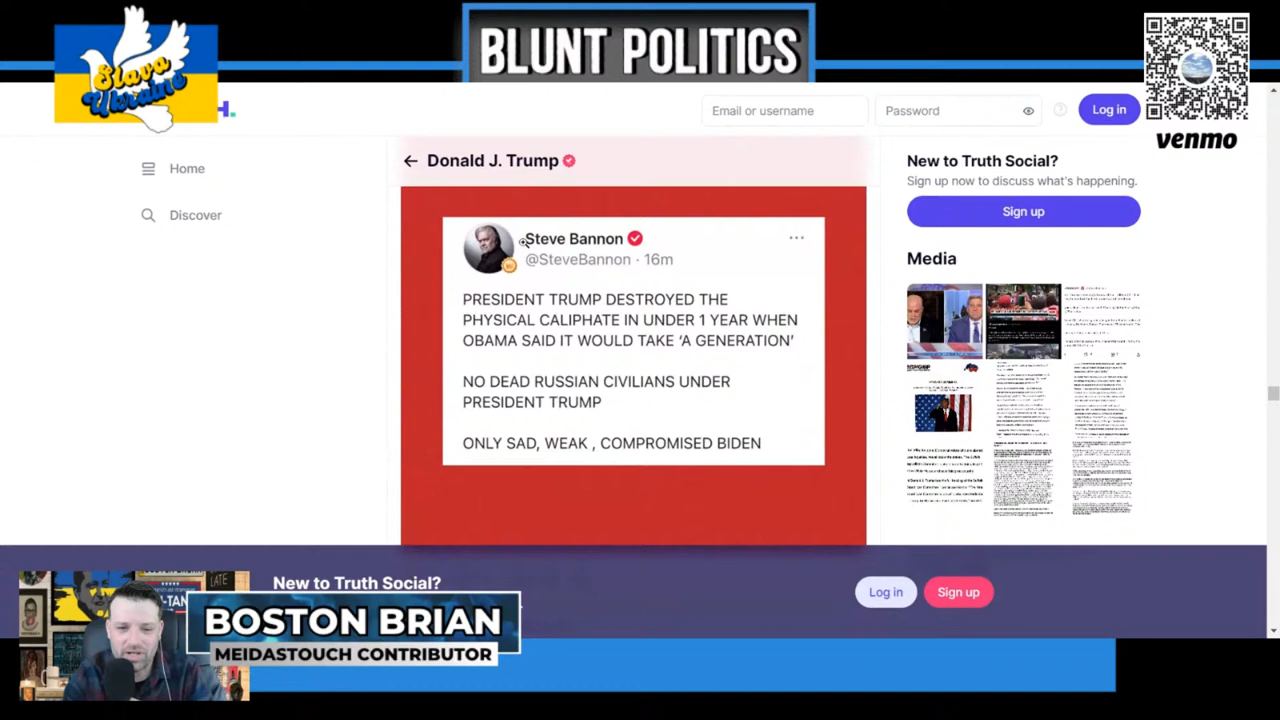 BLUNT POLITICS
Slava
Ukraine
H.
Email or username
Password
Log in
venmo
Home
Discover
Donald J. Trump
New to Truth Social?
Sign up now to discuss what's happening.
Sign up
Media
Steve Bannon
@SteveBannon · 16m
PRESIDENT TRUMP DESTROYED THE
PHYSICAL CALIPHATE IN UNDER 1 YEAR WHEN
OBAMA SAID IT WOULD TAKE ‘A GENERATION’
NO DEAD RUSSIAN CIVILIANS UNDER
PRESIDENT TRUMP
ONLY SAD, WEAK , COMPROMISED BIDEN
New to Truth Social?
Log in
Sign up
LATE
BOSTON BRIAN
MEIDASTOUCH CONTRIBUTOR